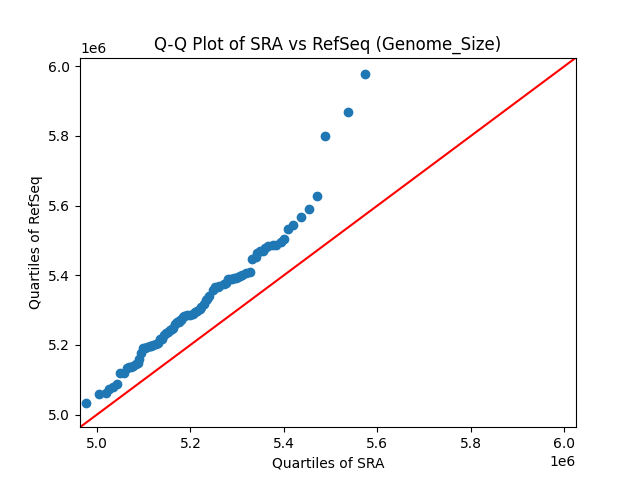 Q-Q Plot of SRA vs RefSeq (Genome_Size)
1e6
6.0
5.8
5.6
5.4
5.2
5.0
Quartiles of RefSeq
5.0 5.2 5.4 5.6 5.8 6.0
1e6
Quartiles of SRA